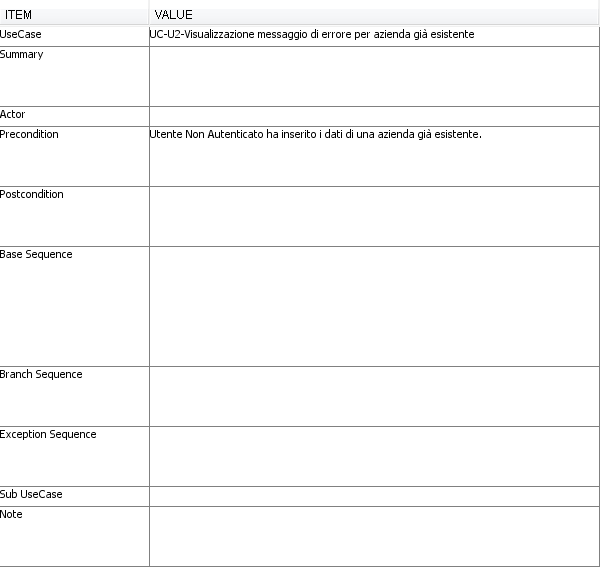 ITEM VALUE
UseCase UC-U2-Visualizzazione messaggio di errore per azienda già esistente
Summary
Actor
Precondition Utente Non Autenticato ha inserito i dati di una azienda già esistente.
Postcondition
Base Sequence
Branch Sequence
Exception Sequence
Sub UseCase
Note